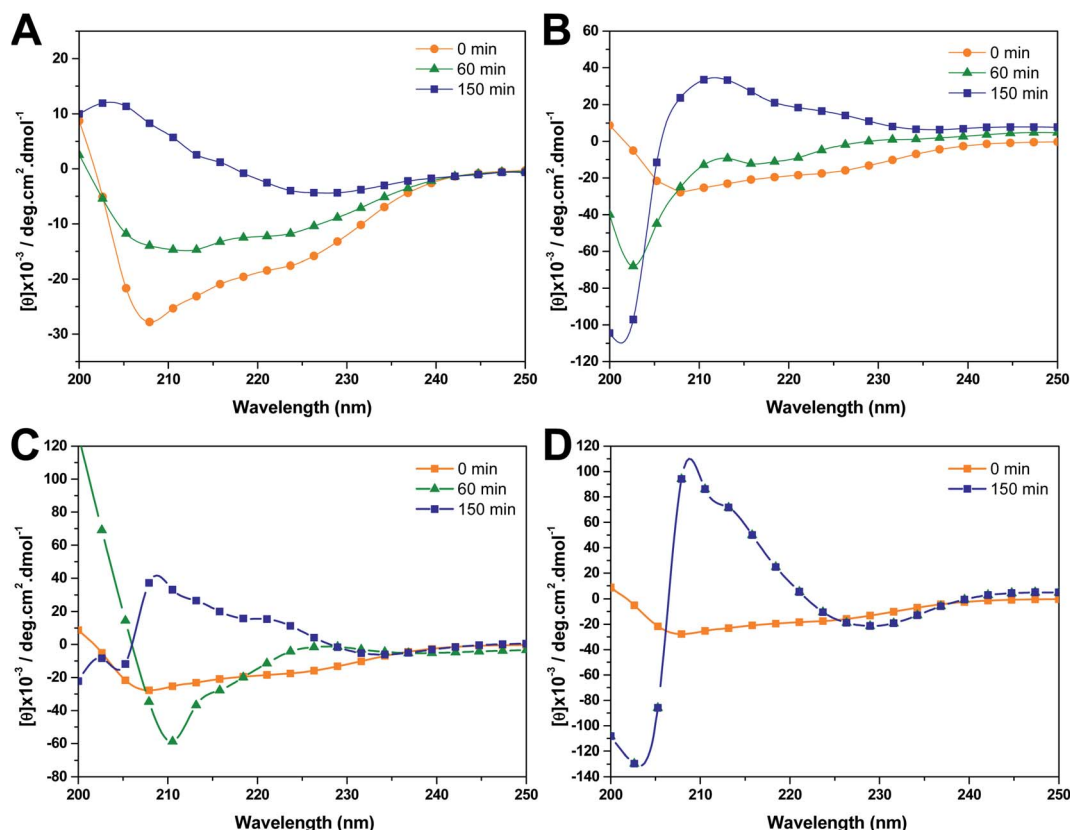 A
0 min
60 min
150 min
20
10
0
-10
-20
-30
[θ]x10⁻³ / deg.cm².dmol⁻¹
200 210 220 230 240 250
Wavelength (nm)
B
0 min
60 min
150 min
60
40
20
0
-20
-40
-60
-80
-100
-120
[θ]x10⁻³ / deg.cm².dmol⁻¹
200 210 220 230 240 250
Wavelength (nm)
C
0 min
60 min
150 min
120
100
80
60
40
20
0
-20
-40
-60
-80
[θ]x10⁻³ / deg.cm².dmol⁻¹
200 210 220 230 240 250
Wavelength (nm)
D
0 min
150 min
120
100
80
60
40
20
0
-20
-40
-60
-80
-100
-120
-140
[θ]x10⁻³ / deg.cm².dmol⁻¹
200 210 220 230 240 250
Wavelength (nm)